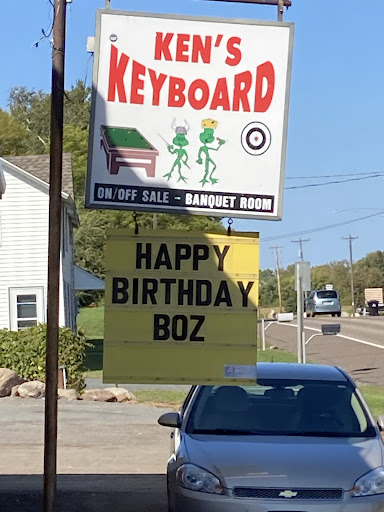 KEN'S
KEYBOARD
ON/OFF SALE - BANQUET ROOM
HAPPY
BIRTHDAY
BOZ